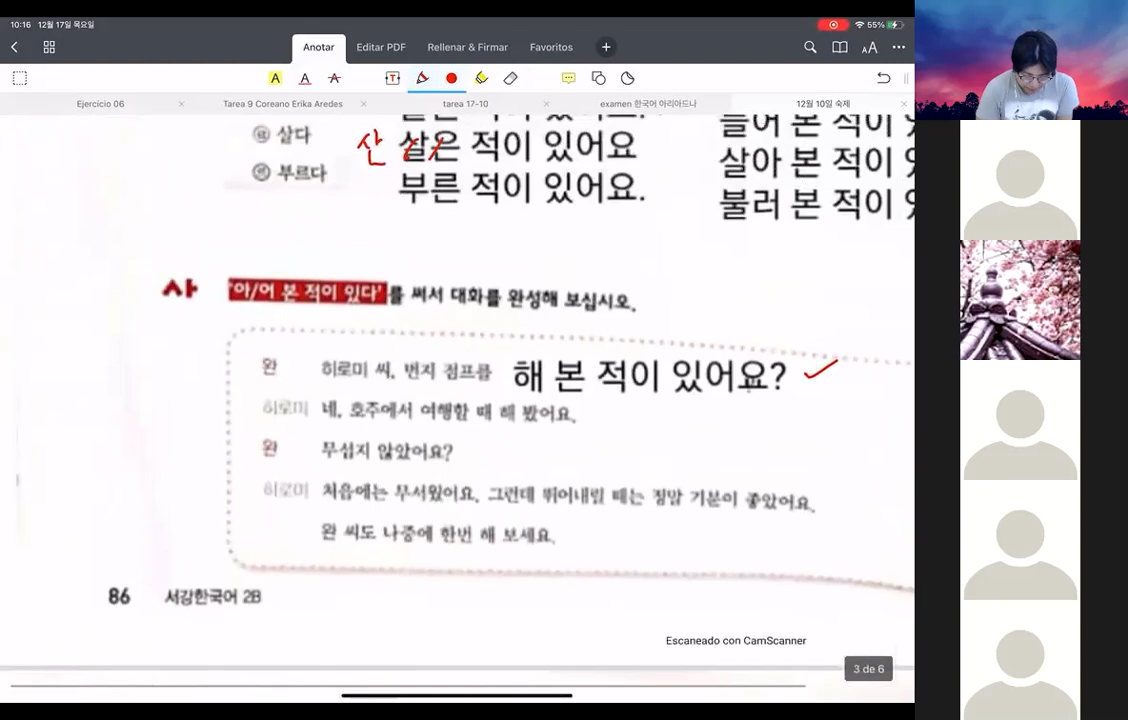 10:16 12월 17일 목요일
55%
Anotar Editar PDF Rellenar & Firmar Favoritos
Ejercicio 06 Tarea 9 Coreano Erika Aredes tarea 17-10 examen 한국어 아리아드나 12월 10일 숙제
들어 본 적이
살다 산 살은 적이 있어요 살아 본 적이
부르다 부른 적이 있어요. 불러 본 적이
사 '아/어 본 적이 있다'를 써서 대화를 완성해 보십시오.
완 히로미 씨, 번지 점프를 해 본 적이 있어요?
히로미 네, 호주에서 여행할 때 해 봤어요.
완 무섭지 않았어요?
히로미 처음에는 무서웠어요. 그런데 뛰어내릴 때는 정말 기분이 좋았어요.
완 씨도 나중에 한번 해 보세요.
86 서강한국어 2B
Escaneado con CamScanner
3 de 6